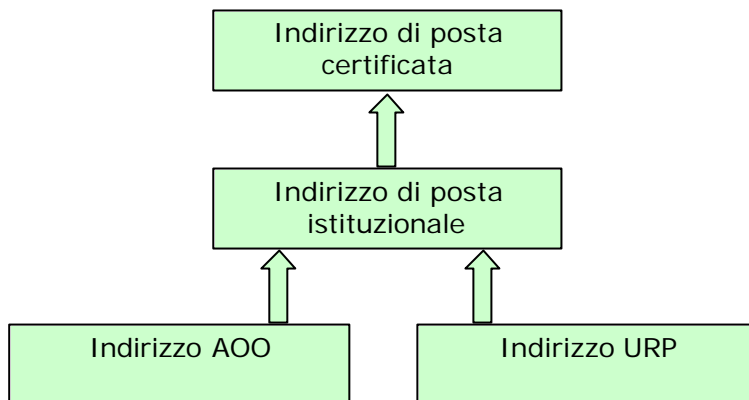 Indirizzo di posta
certificata
Indirizzo di posta
istituzionale
Indirizzo AOO
Indirizzo URP